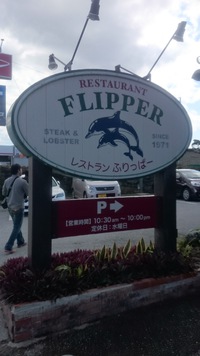 RESTAURANT
FLIPPER
STEAK & LOBSTER
SINCE 1971
レストラン ふりっぱー
P→
【営業時間】10:30am〜10:00pm
定休日:水曜日